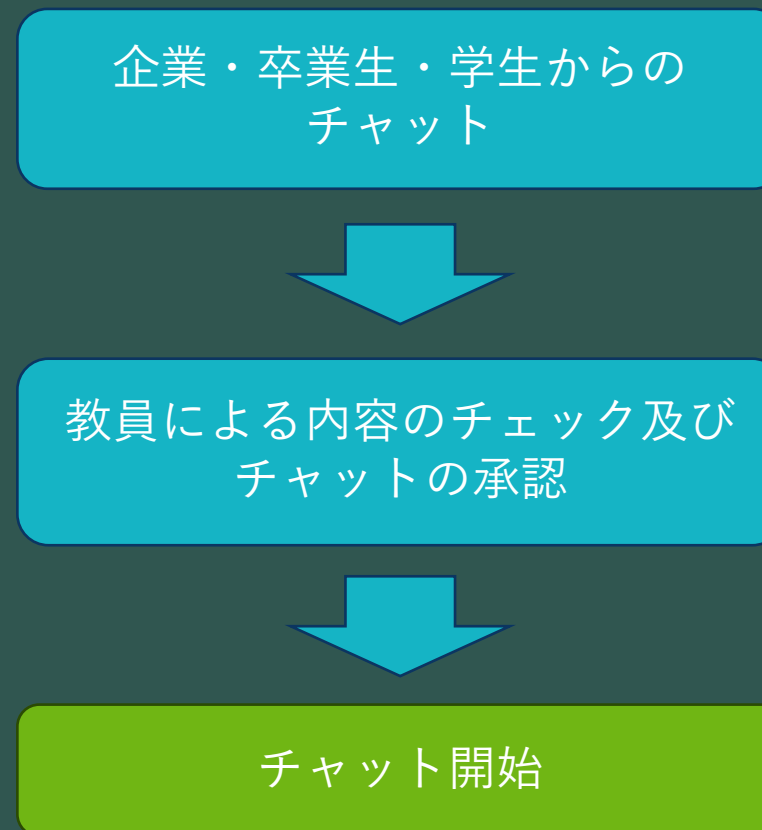 企業・卒業生・学生からの
チャット
教員による内容のチェック及び
チャットの承認
チャット開始